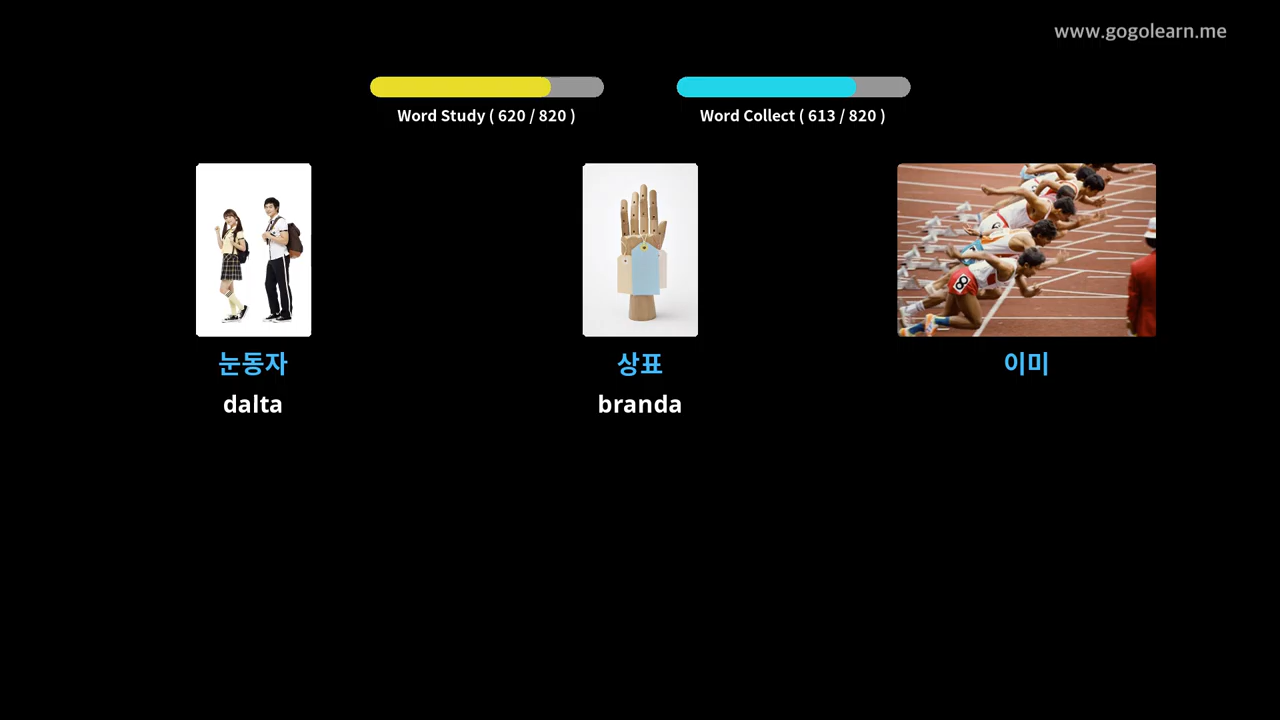 www.gogolearn.me
Word Study ( 620 / 820 )
Word Collect ( 613 / 820 )
눈동자
상표
이미
dalta
branda
8